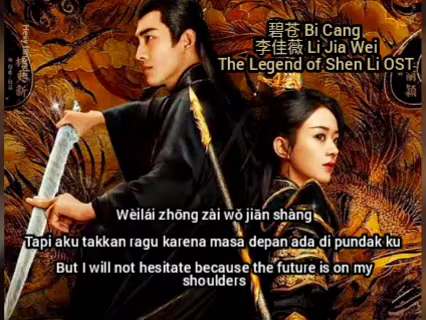 碧苍 Bi Cang
李佳薇 Li Jia Wei
The Legend of Shen Li OST
Wèilái zhōng zài wǒ jiān shàng
Tapi aku takkan ragu karena masa depan ada di pundak ku
But I will not hesitate because the future is on my
shoulders